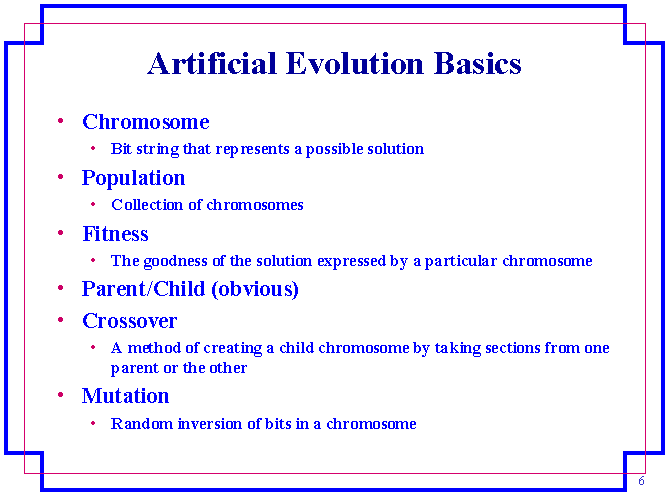 Artificial Evolution Basics
• Chromosome
• Bit string that represents a possible solution
• Population
• Collection of chromosomes
• Fitness
• The goodness of the solution expressed by a particular chromosome
• Parent/Child (obvious)
• Crossover
• A method of creating a child chromosome by taking sections from one
parent or the other
• Mutation
• Random inversion of bits in a chromosome
6